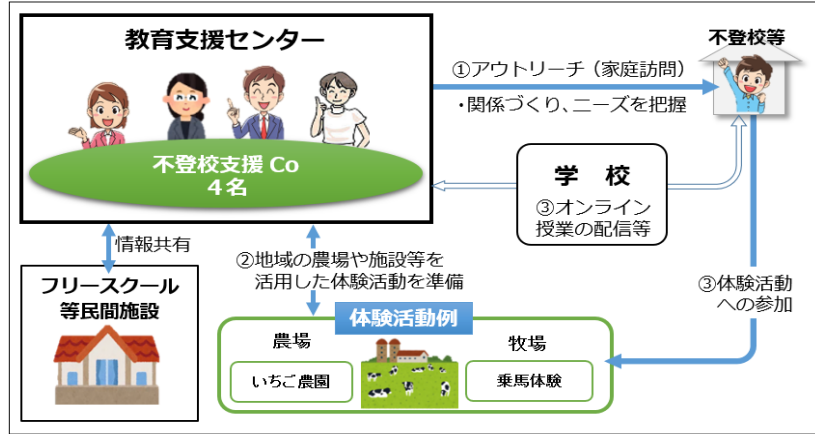 教育支援センター
不登校支援 Co
4名
①アウトリーチ（家庭訪問）
・関係づくり、ニーズを把握
不登校等
学 校
③オンライン
授業の配信等
情報共有
②地域の農場や施設等を
活用した体験活動を準備
③体験活動
への参加
フリースクール
等民間施設
体験活動例
農場
いちご農園
牧場
乗馬体験